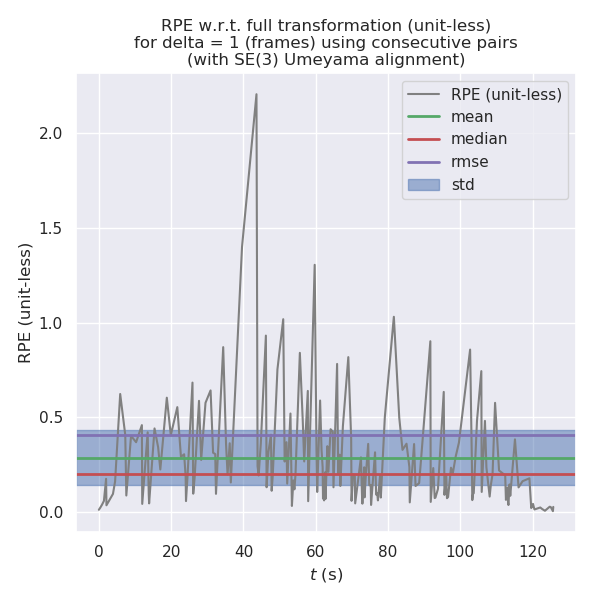 RPE w.r.t. full transformation (unit-less)
for delta = 1 (frames) using consecutive pairs
(with SE(3) Umeyama alignment)
RPE (unit-less)
mean
median
rmse
std
RPE (unit-less)
2.0
1.5
1.0
0.5
0.0
0 20 40 60 80 100 120
t (s)